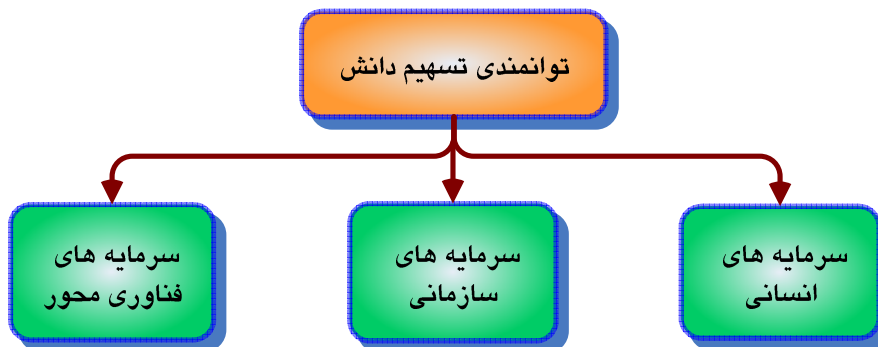 توانمندی تسهیم دانش
سرمایه های
انسانی
سرمایه های
سازمانی
سرمایه های
فناوری محور